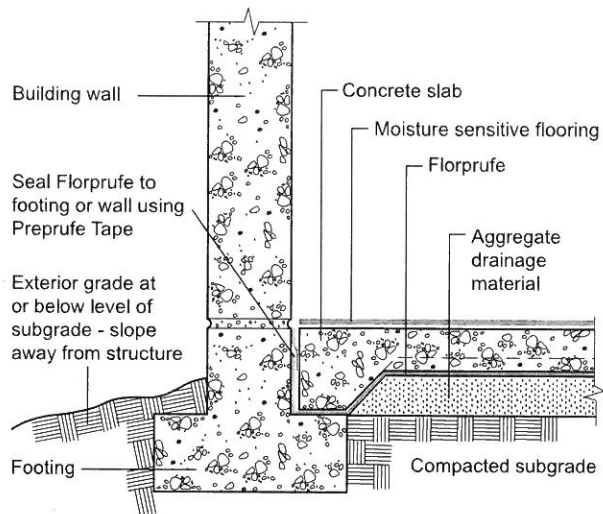 Building wall
Seal Florprufe to
footing or wall using
Preprufe Tape
Exterior grade at
or below level of
subgrade - slope
away from structure
Footing
Concrete slab
Moisture sensitive flooring
Florprufe
Aggregate
drainage
material
Compacted subgrade